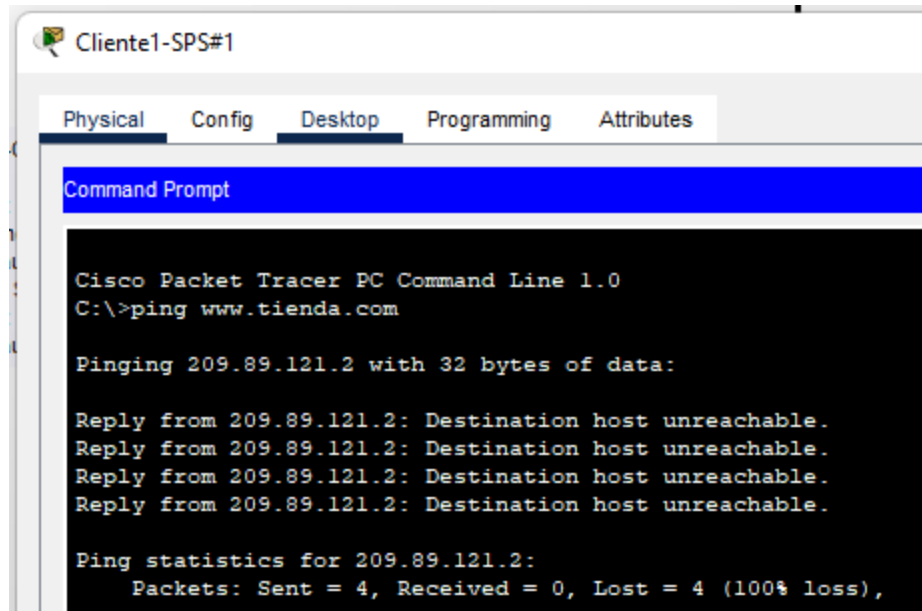 Cliente1-SPS#1
Physical Config Desktop Programming Attributes
Command Prompt
Cisco Packet Tracer PC Command Line 1.0
C:\>ping www.tienda.com
Pinging 209.89.121.2 with 32 bytes of data:
Reply from 209.89.121.2: Destination host unreachable.
Reply from 209.89.121.2: Destination host unreachable.
Reply from 209.89.121.2: Destination host unreachable.
Reply from 209.89.121.2: Destination host unreachable.
Ping statistics for 209.89.121.2:
Packets: Sent = 4, Received = 0, Lost = 4 (100% loss),